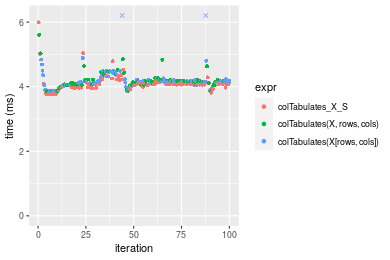 6
4
2
0
time (ms)
0
25
50
75
100
iteration
expr
colTabulates_X_S
colTabulates(X, rows, cols)
colTabulates(X[rows, cols])